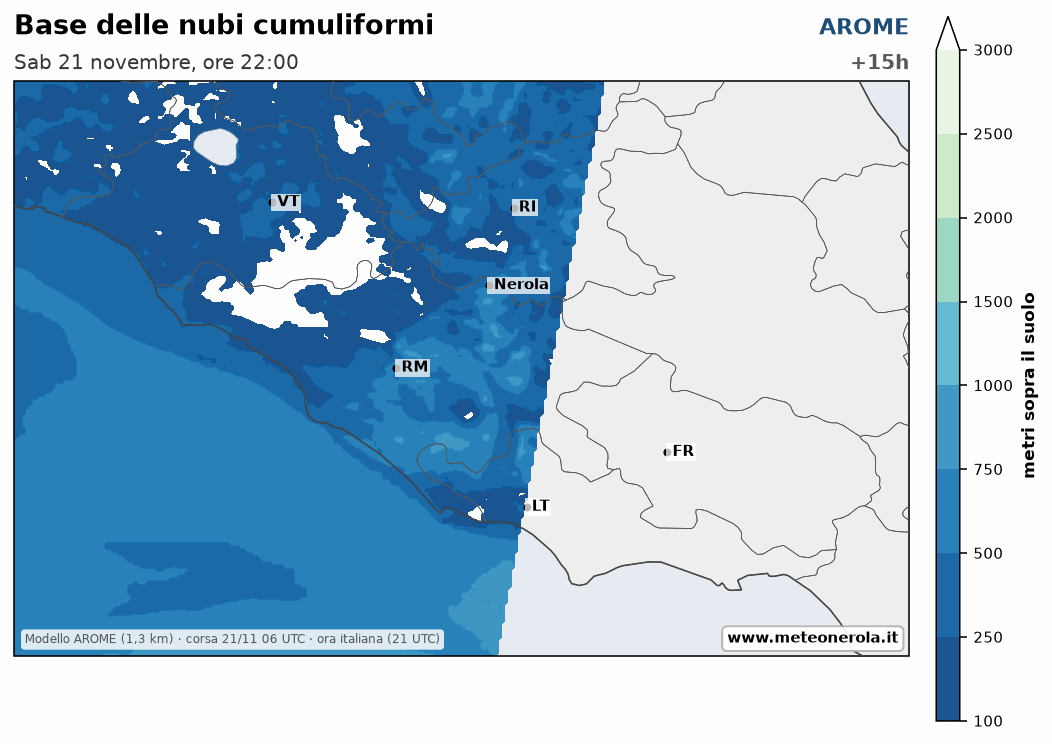 Base delle nubi cumuliformi
AROME
Sab 21 novembre, ore 22:00
+15h
3000
2500
2000
1500
1000
750
500
250
100
metri sopra il suolo
VT
RI
Nerola
RM
FR
LT
Modello AROME (1,3 km) · corsa 21/11 06 UTC · ora italiana (21 UTC)
www.meteonerola.it